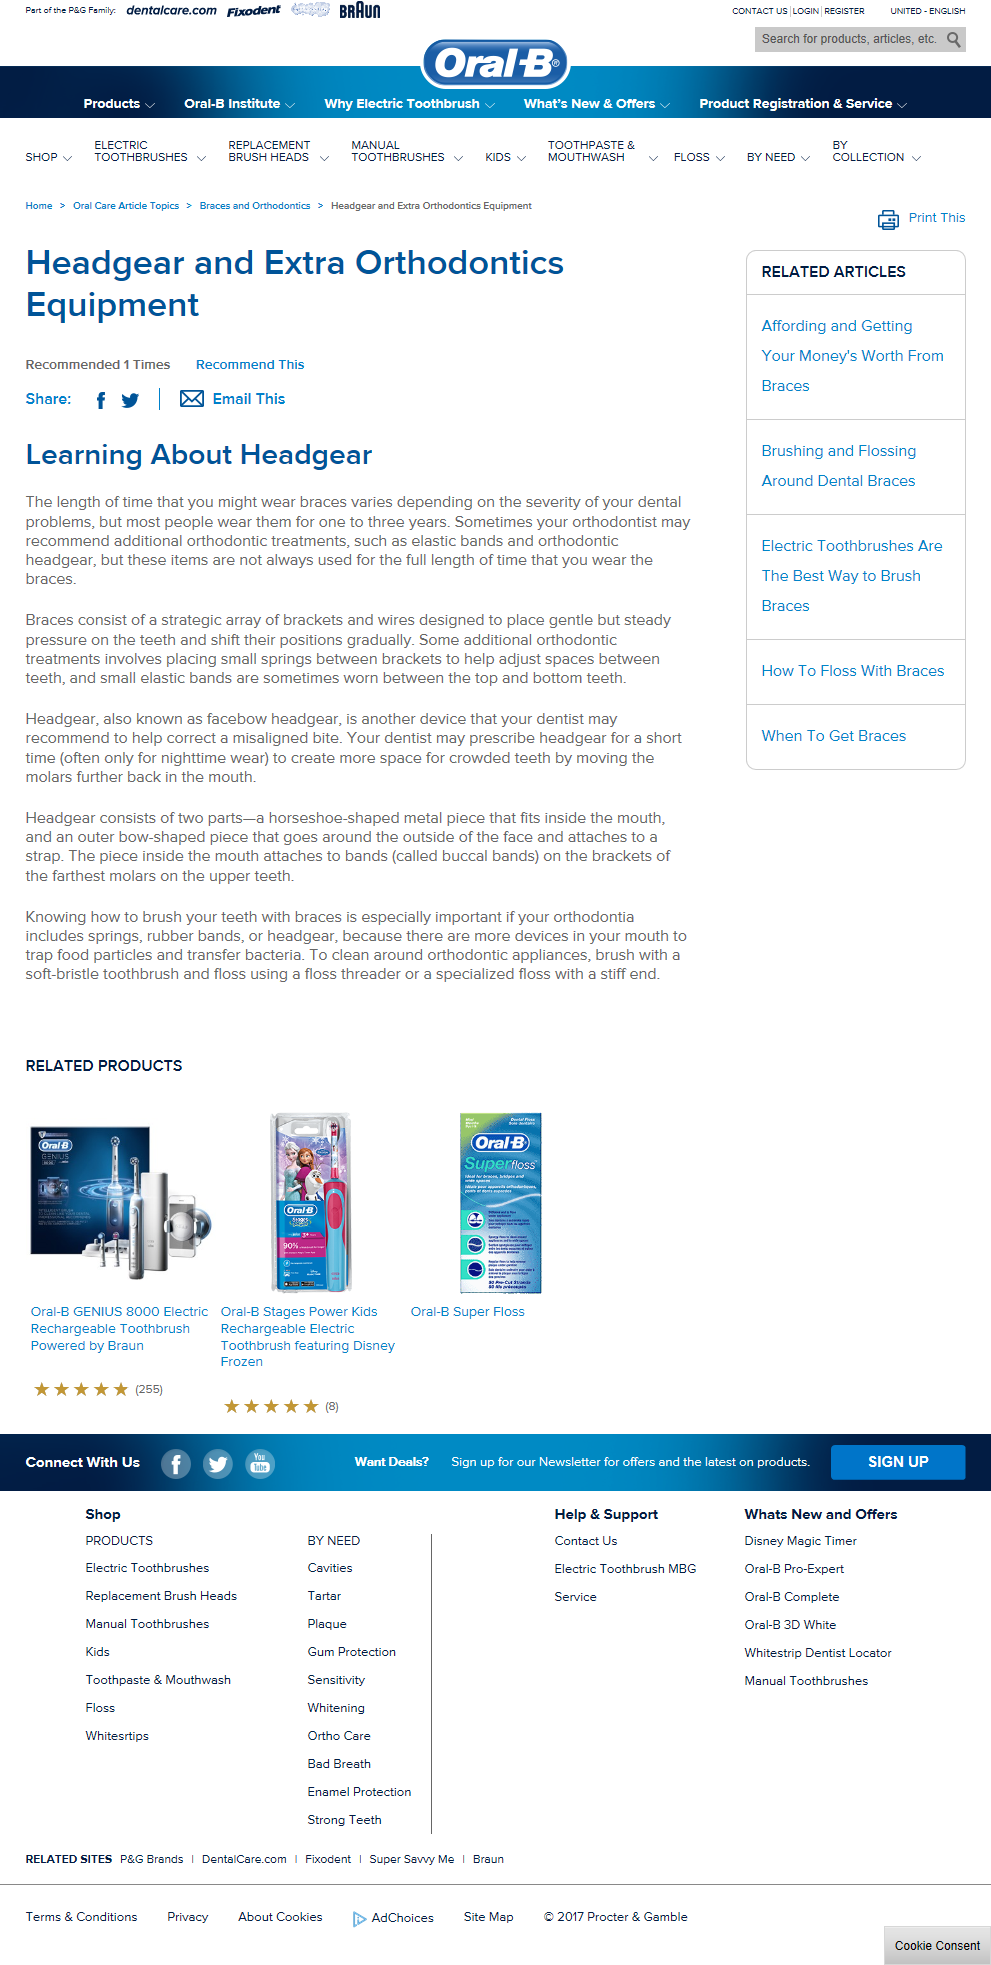 Part of the P&G Family: dentalcare.com Fixodent BRAUN
CONTACT US | LOGIN | REGISTER UNITED - ENGLISH
Search for products, articles, etc.
Oral-B®
Products Oral-B Institute Why Electric Toothbrush What's New & Offers Product Registration & Service
SHOP ELECTRIC TOOTHBRUSHES REPLACEMENT BRUSH HEADS MANUAL TOOTHBRUSHES KIDS TOOTHPASTE & MOUTHWASH FLOSS BY NEED BY COLLECTION
Home > Oral Care Article Topics > Braces and Orthodontics > Headgear and Extra Orthodontics Equipment
Print This
Headgear and Extra Orthodontics
Equipment
Recommended 1 Times Recommend This
Share: Email This
Learning About Headgear
The length of time that you might wear braces varies depending on the severity of your dental
problems, but most people wear them for one to three years. Sometimes your orthodontist may
recommend additional orthodontic treatments, such as elastic bands and orthodontic
headgear, but these items are not always used for the full length of time that you wear the
braces.
Braces consist of a strategic array of brackets and wires designed to place gentle but steady
pressure on the teeth and shift their positions gradually. Some additional orthodontic
treatments involves placing small springs between brackets to help adjust spaces between
teeth, and small elastic bands are sometimes worn between the top and bottom teeth.
Headgear, also known as facebow headgear, is another device that your dentist may
recommend to help correct a misaligned bite. Your dentist may prescribe headgear for a short
time (often only for nighttime wear) to create more space for crowded teeth by moving the
molars further back in the mouth.
Headgear consists of two parts—a horseshoe-shaped metal piece that fits inside the mouth,
and an outer bow-shaped piece that goes around the outside of the face and attaches to a
strap. The piece inside the mouth attaches to bands (called buccal bands) on the brackets of
the farthest molars on the upper teeth.
Knowing how to brush your teeth with braces is especially important if your orthodontia
includes springs, rubber bands, or headgear, because there are more devices in your mouth to
trap food particles and transfer bacteria. To clean around orthodontic appliances, brush with a
soft-bristle toothbrush and floss using a floss threader or a specialized floss with a stiff end.
RELATED ARTICLES
Affording and Getting
Your Money's Worth From
Braces
Brushing and Flossing
Around Dental Braces
Electric Toothbrushes Are
The Best Way to Brush
Braces
How To Floss With Braces
When To Get Braces
RELATED PRODUCTS
Oral-B
GENIUS
Oral-B
STAGES
90%
Oral-B
Superfloss
Oral-B GENIUS 8000 Electric
Rechargeable Toothbrush
Powered by Braun
(255)
Oral-B Stages Power Kids
Rechargeable Electric
Toothbrush featuring Disney
Frozen
(8)
Oral-B Super Floss
Connect With Us You Tube Want Deals? Sign up for our Newsletter for offers and the latest on products. SIGN UP
Shop
PRODUCTS
Electric Toothbrushes
Replacement Brush Heads
Manual Toothbrushes
Kids
Toothpaste & Mouthwash
Floss
Whitesrtips
BY NEED
Cavities
Tartar
Plaque
Gum Protection
Sensitivity
Whitening
Ortho Care
Bad Breath
Enamel Protection
Strong Teeth
Help & Support
Contact Us
Electric Toothbrush MBG
Service
Whats New and Offers
Disney Magic Timer
Oral-B Pro-Expert
Oral-B Complete
Oral-B 3D White
Whitestrip Dentist Locator
Manual Toothbrushes
RELATED SITES P&G Brands | DentalCare.com | Fixodent | Super Savvy Me | Braun
Terms & Conditions Privacy About Cookies AdChoices Site Map © 2017 Procter & Gamble
Cookie Consent